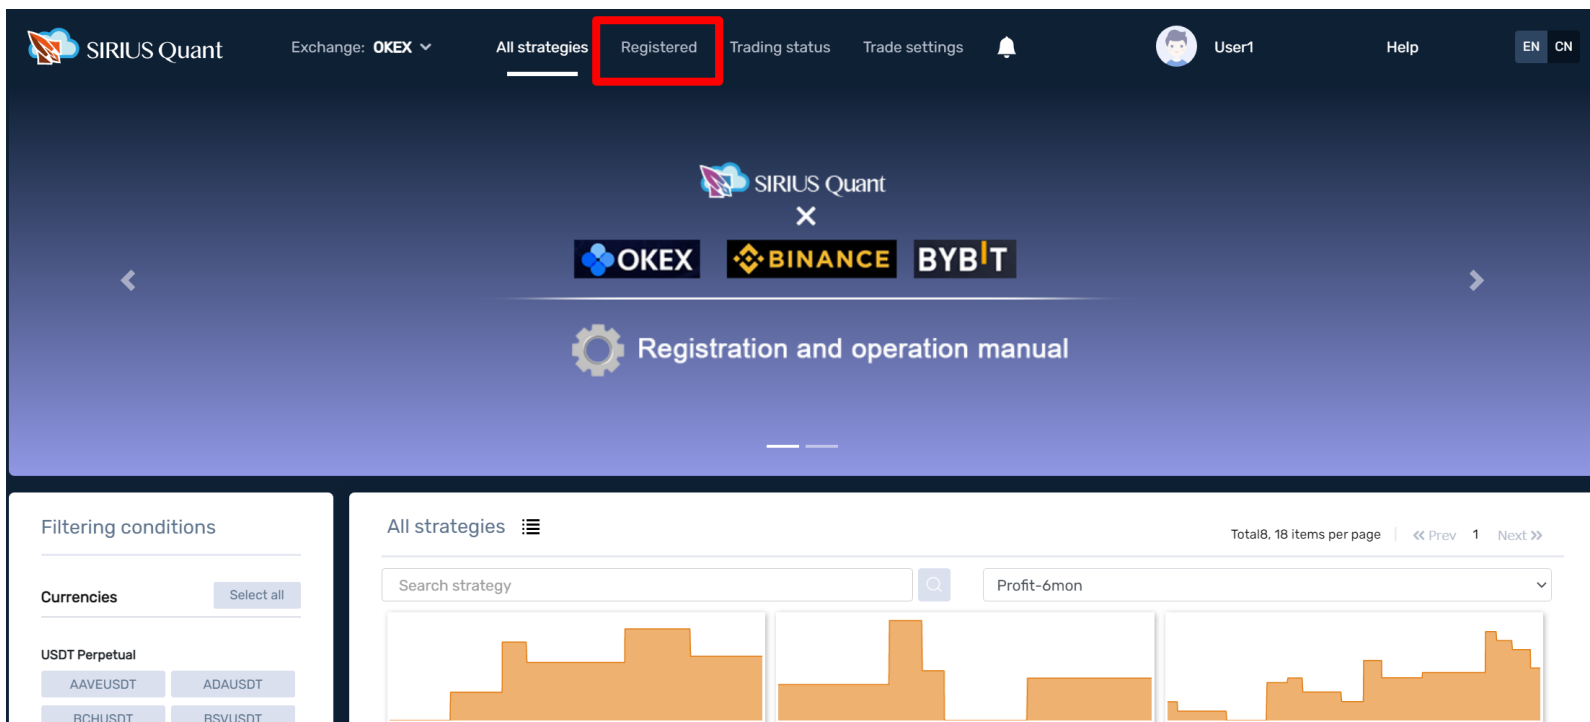 SIRIUS Quant Exchange: OKEX All strategies Registered Trading status Trade settings User1 Help EN CN
SIRIUS Quant
×
OKEX BINANCE BYBIT
Registration and operation manual
Filtering conditions
Currencies Select all
USDT Perpetual
AAVEUSDT ADAUSDT
BCHUSDT BSVUSDT
All strategies Total8, 18 items per page « Prev 1 Next »
Search strategy Profit-6mon